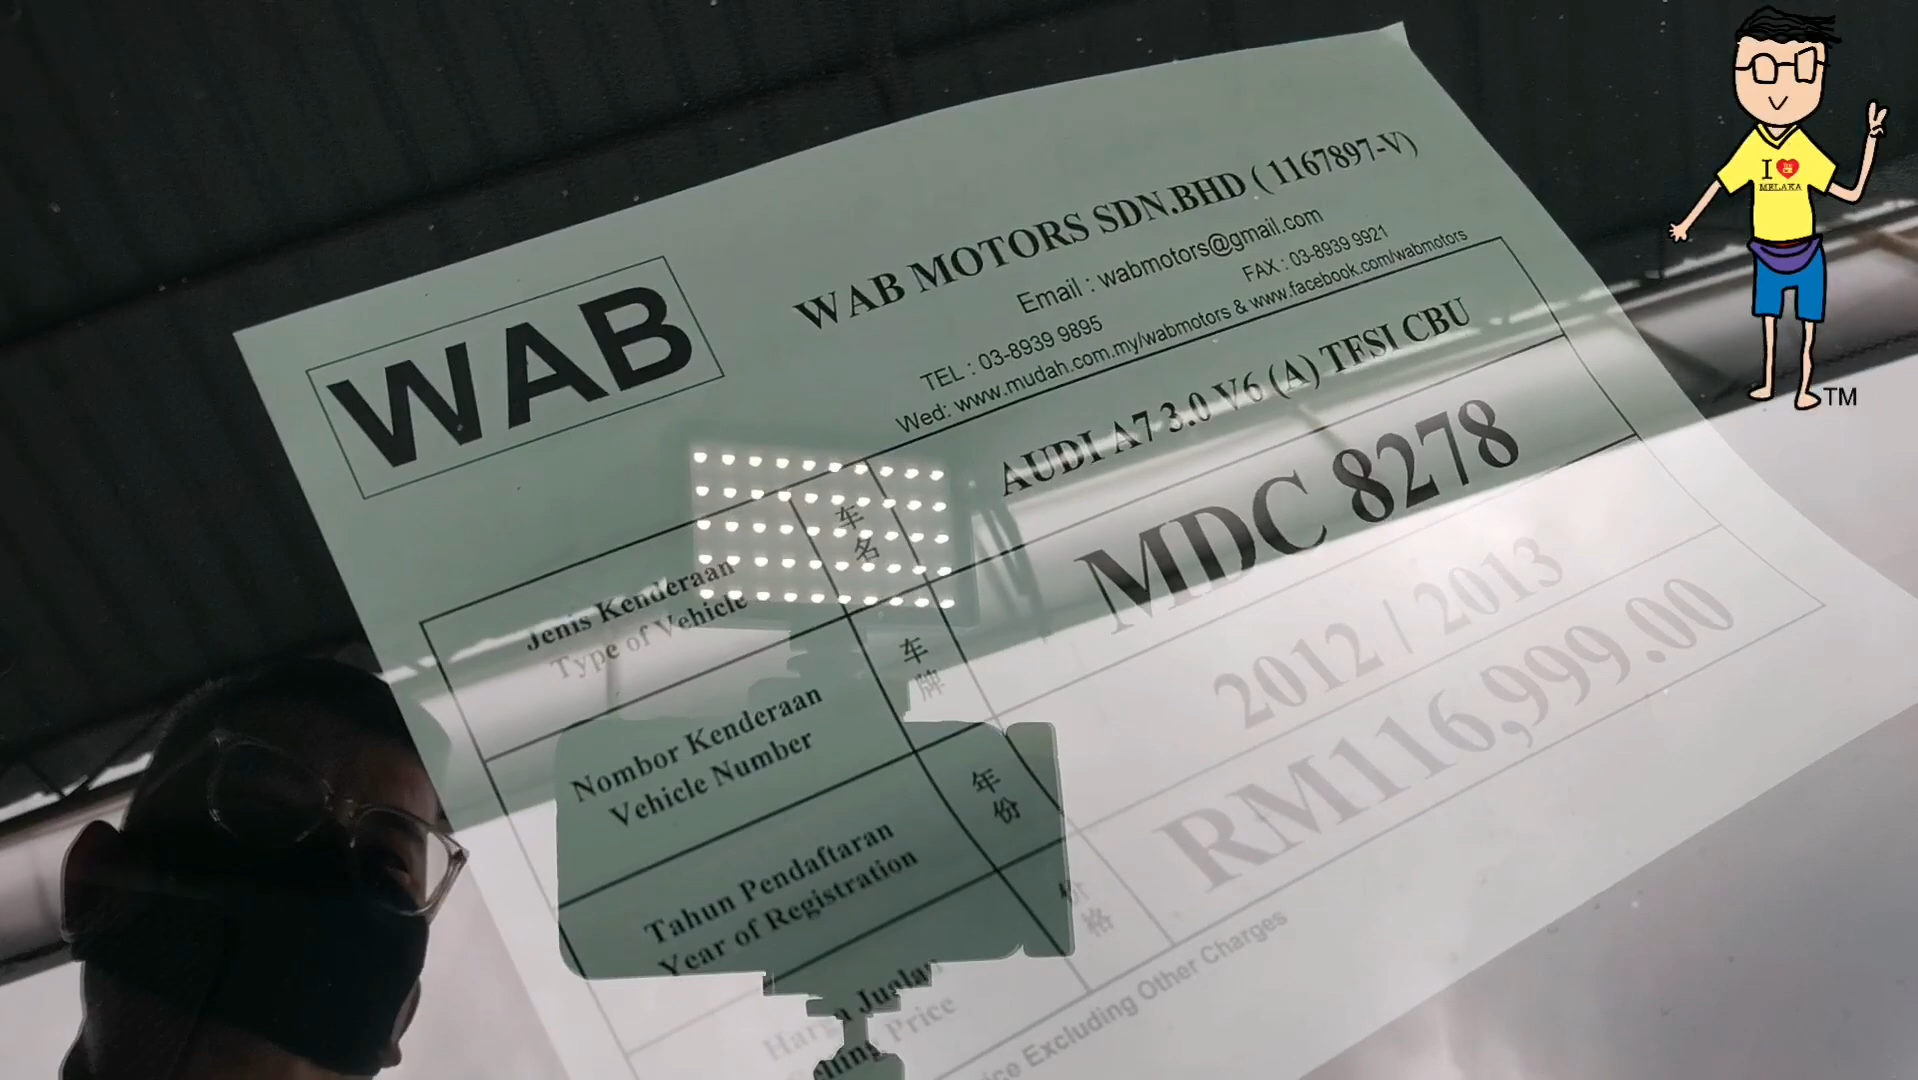 WAB
WAB MOTORS SDN.BHD ( 1167897-V)
Email : wabmotors@gmail.com
TEL : 03-8939 9895 FAX : 03-8939 9921
Wed: www.mudah.com.my/wabmotors & www.facebook.com/wabmotors
Jenis Kenderaan
Type of Vehicle
车名
AUDI A7 3.0 V6 (A) TFSI CBU
Nombor Kenderaan
Vehicle Number
车牌
MDC 8278
Tahun Pendaftaran
Year of Registration
年份
2012 / 2013
Jualan
Price
价格
RM116,999.00
Excluding Other Charges
I
MELAKA
TM